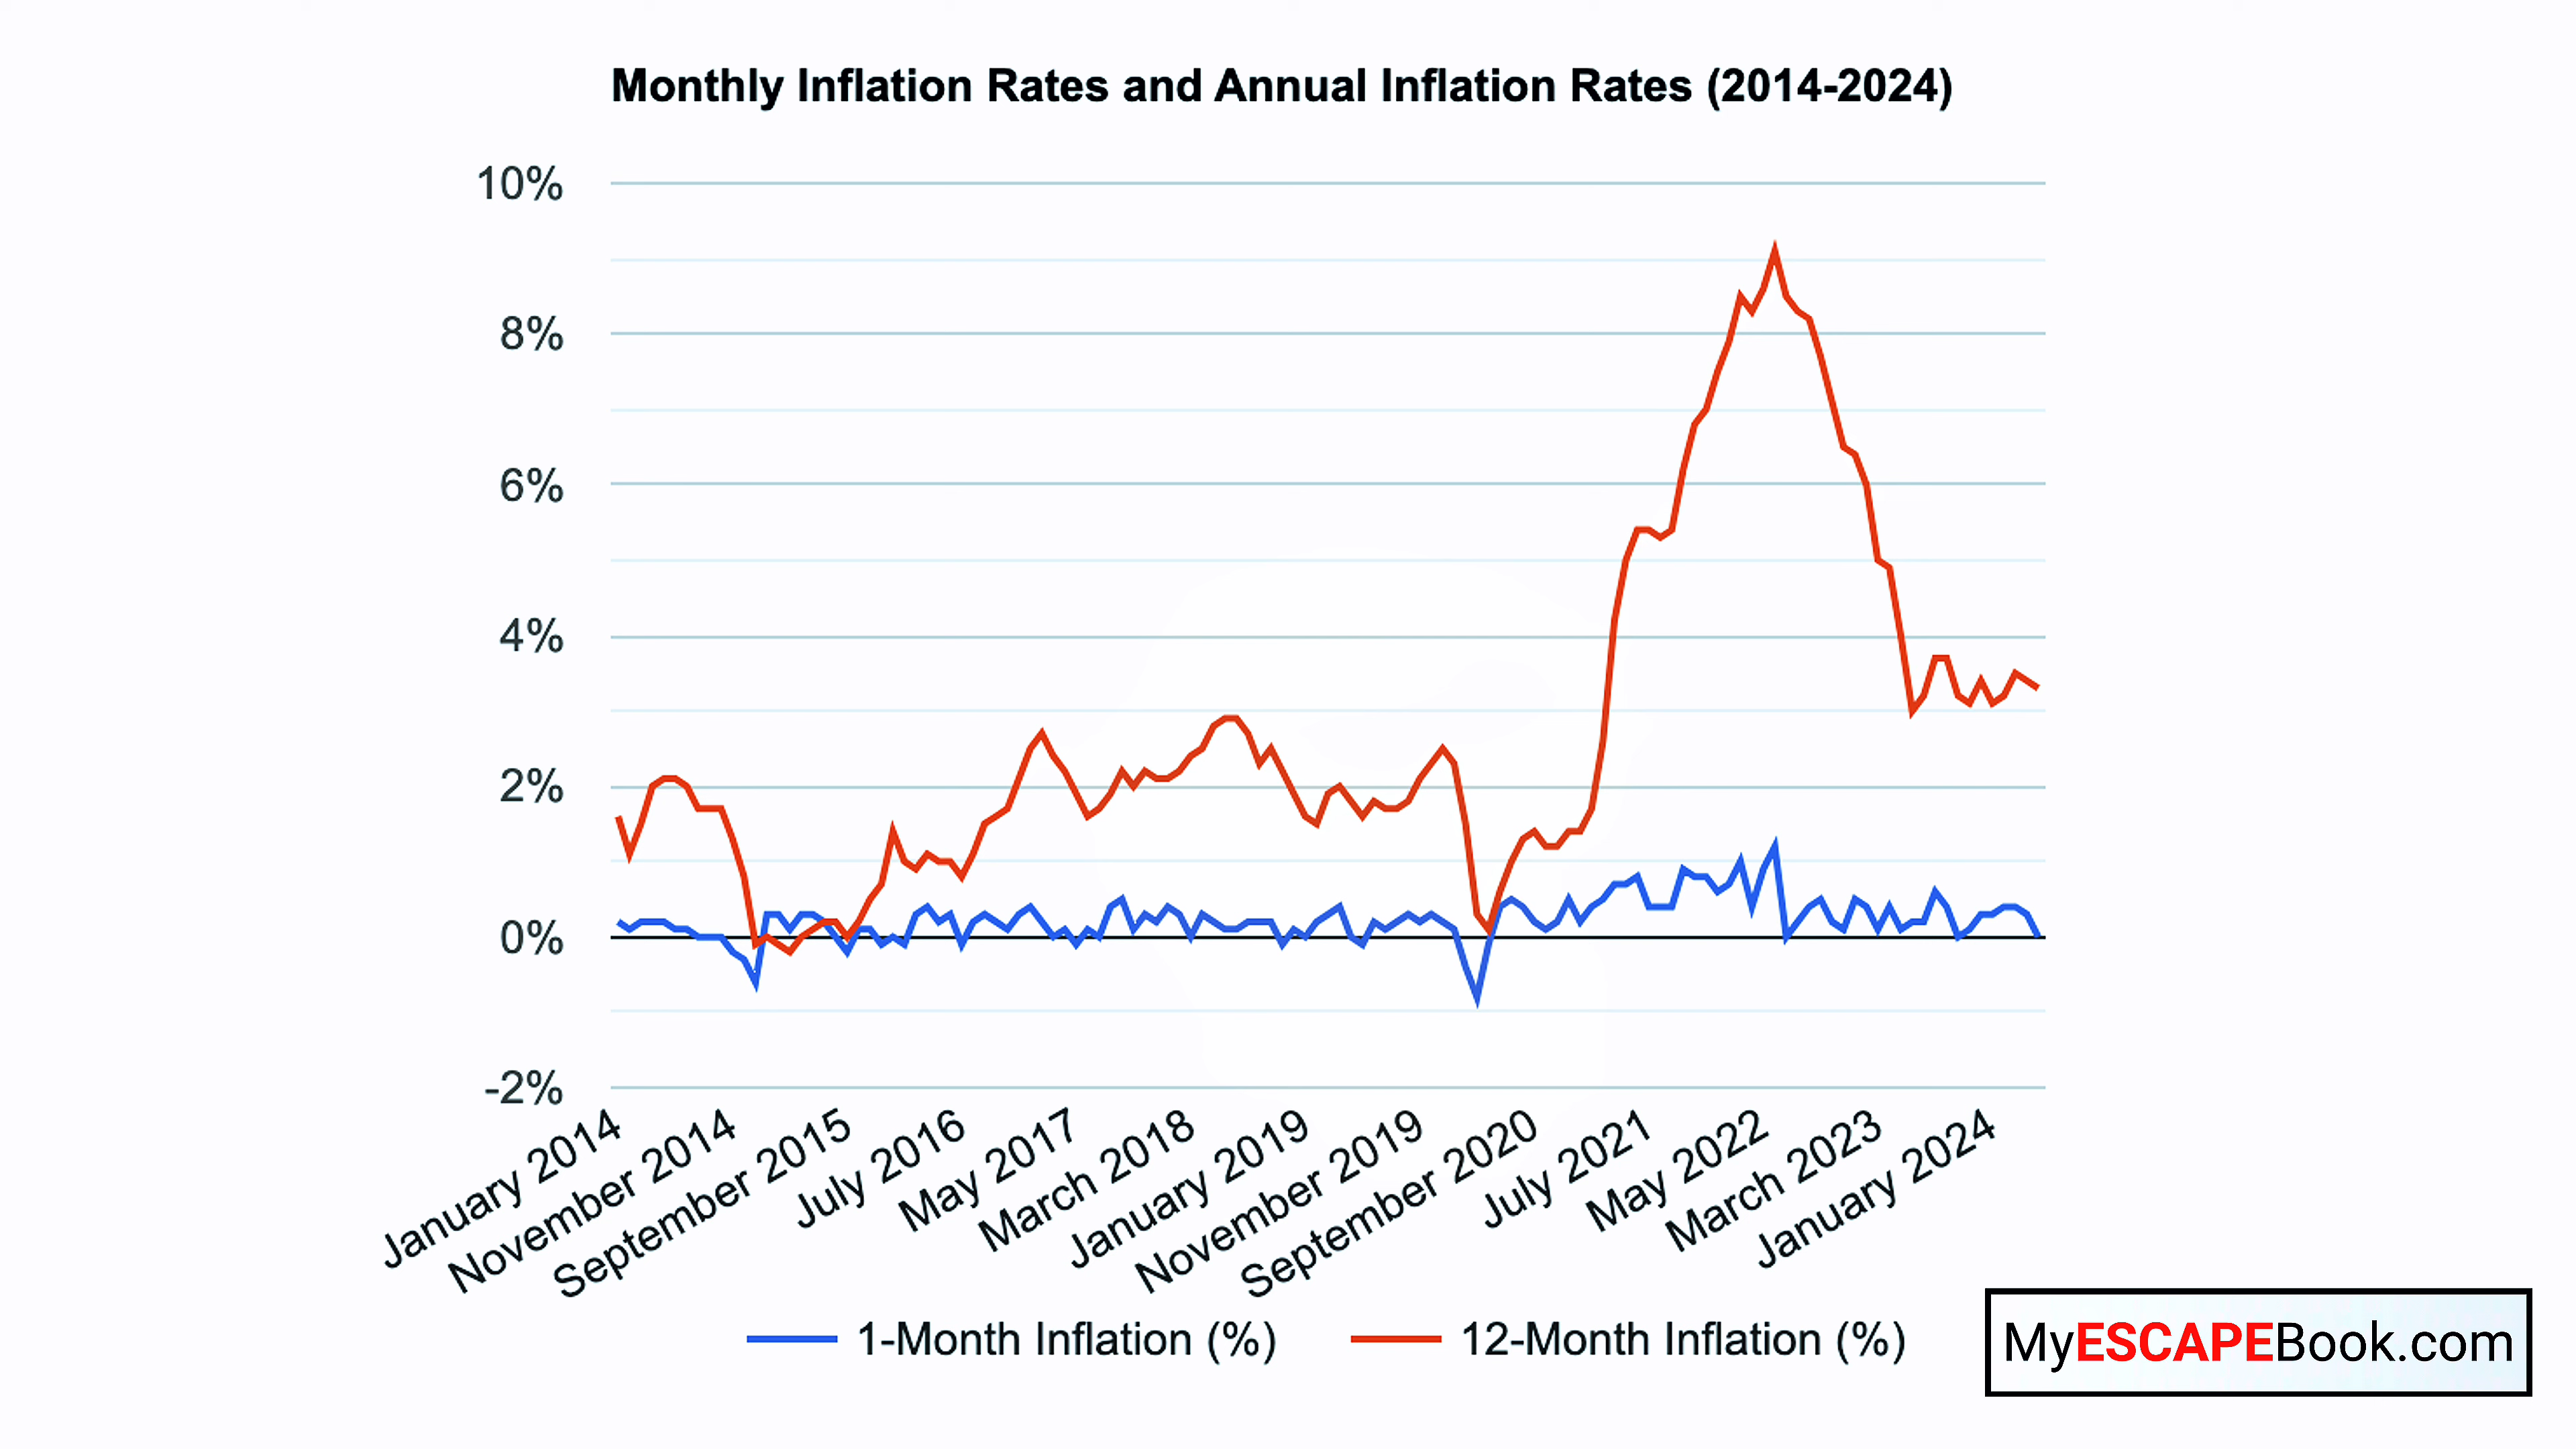 Monthly Inflation Rates and Annual Inflation Rates (2014-2024)
10%
8%
6%
4%
2%
0%
-2%
January 2014
November 2014
September 2015
July 2016
May 2017
March 2018
January 2019
November 2019
September 2020
July 2021
May 2022
March 2023
January 2024
1-Month Inflation (%)
12-Month Inflation (%)
MyESCAPEBook.com